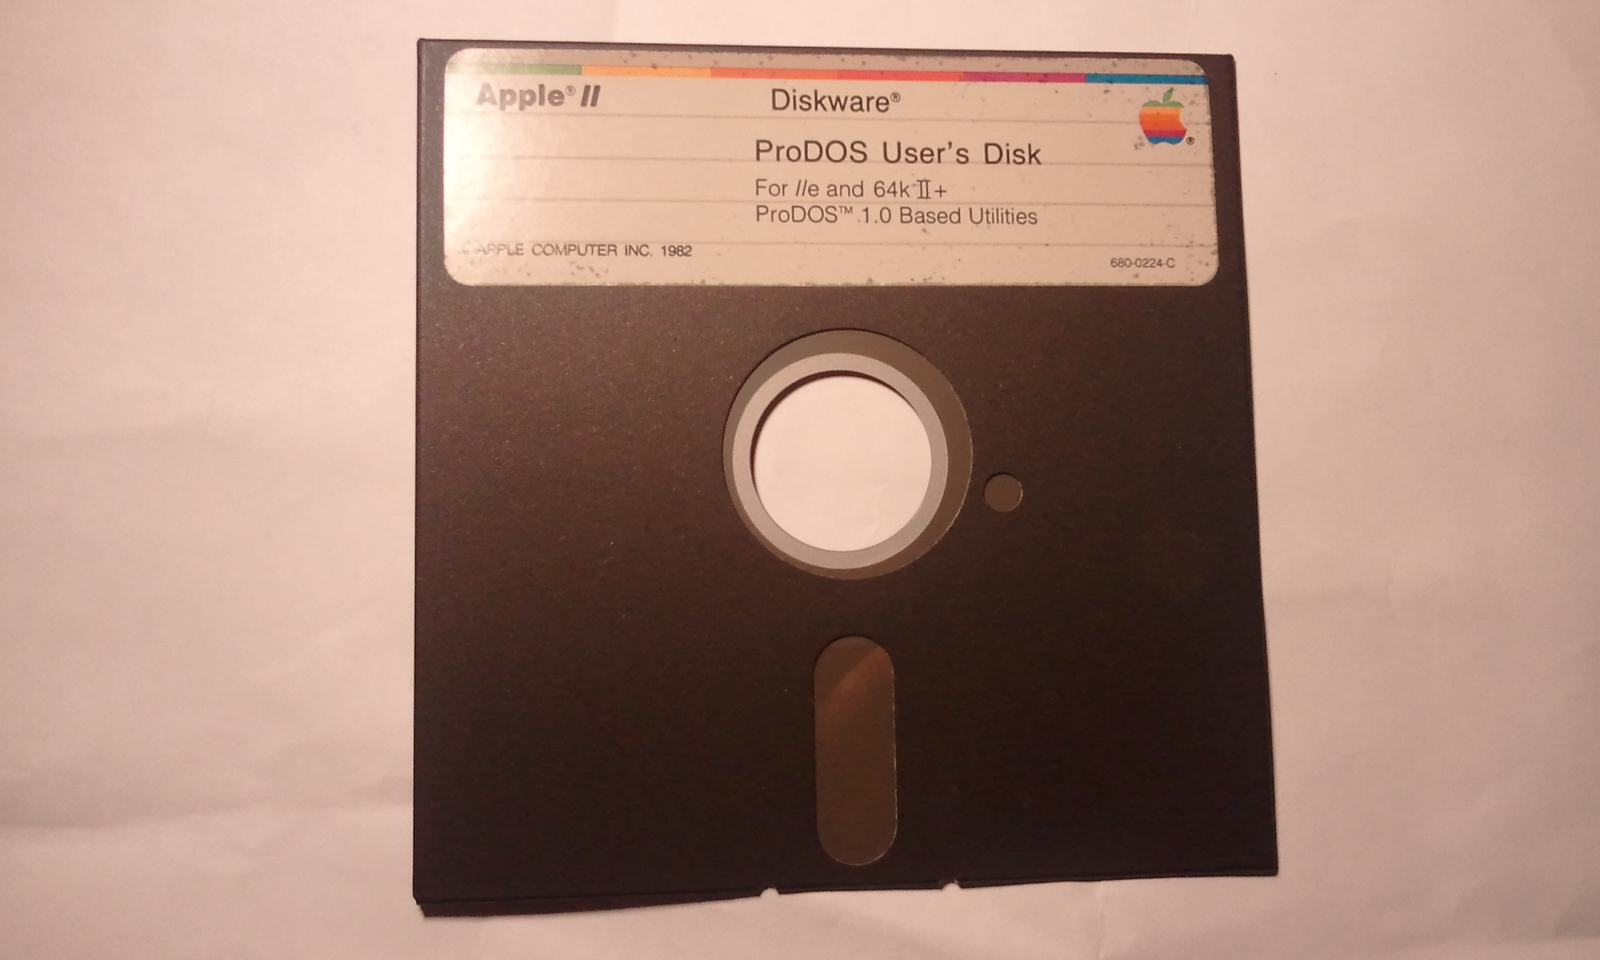 Apple® II
Diskware®
ProDOS User's Disk
For //e and 64k II+
ProDOS™ 1.0 Based Utilities
© APPLE COMPUTER INC. 1982
680-0224-C